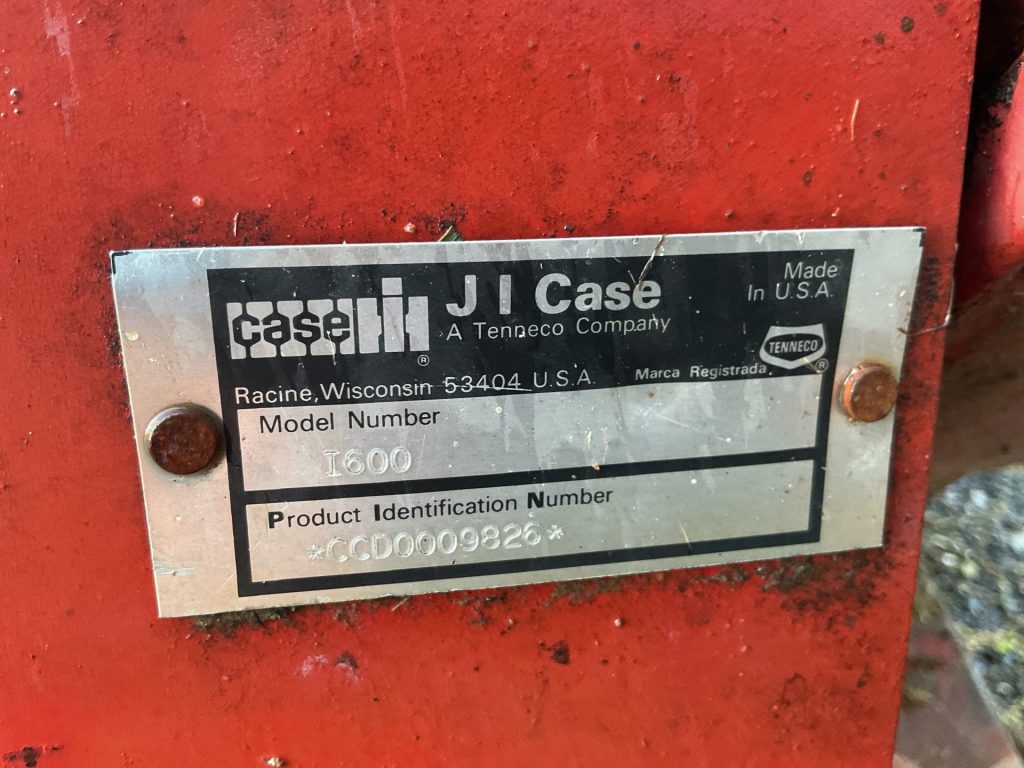 case IH ®
J I Case
A Tenneco Company
Made
In U.S.A.
TENNECO ®
Racine, Wisconsin 53404 U.S.A.
Marca Registrada
Model Number
1600
Product Identification Number
*CCD0009826*